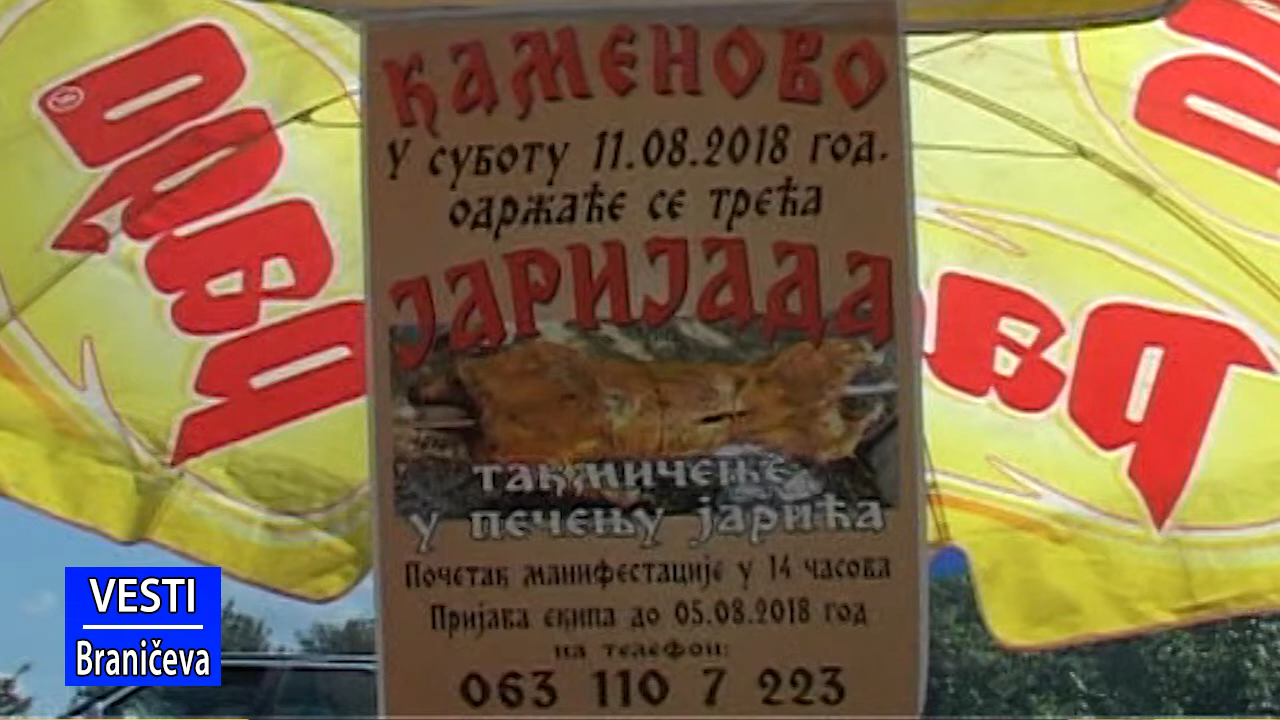 КАМЕНОВО
У СУБОТУ 11.08.2018 ГОД.
ОДРЖАЋЕ СЕ ТРЕЋА
ЈАРИЈАДА
ТАКМИЧЕЊЕ
У ПЕЧЕЊУ ЈАРИЋА
ПОЧЕТАК МАНИФЕСТАЦИЈЕ У 14 ЧАСОВА
ПРИЈАВА ЕКИПА ДО 05.08.2018 ГОД
НА ТЕЛЕФОН:
063 110 7 223
VESTI
Braničeva